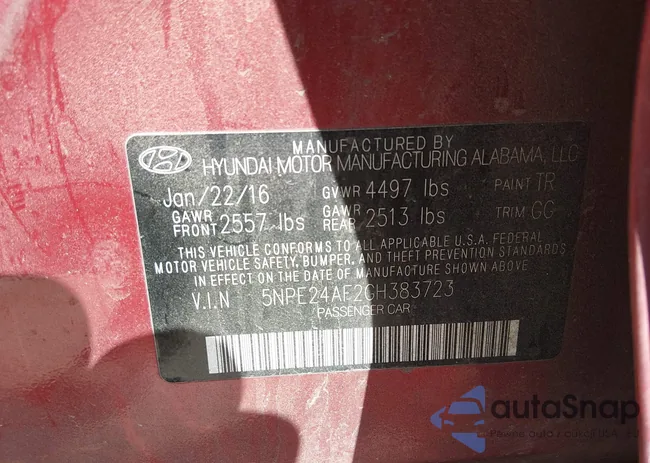 MANUFACTURED BY
HYUNDAI MOTOR MANUFACTURING ALABAMA, LLC
Jan/22/16 GVWR 4497 lbs PAINT TR
GAWR FRONT 2557 lbs GAWR REAR 2513 lbs TRIM GG
THIS VEHICLE CONFORMS TO ALL APPLICABLE U.S.A. FEDERAL
MOTOR VEHICLE SAFETY, BUMPER, AND THEFT PREVENTION STANDARDS
IN EFFECT ON THE DATE OF MANUFACTURE SHOWN ABOVE.
V.I.N 5NPE24AF2GH383723
PASSENGER CAR
autoSnap